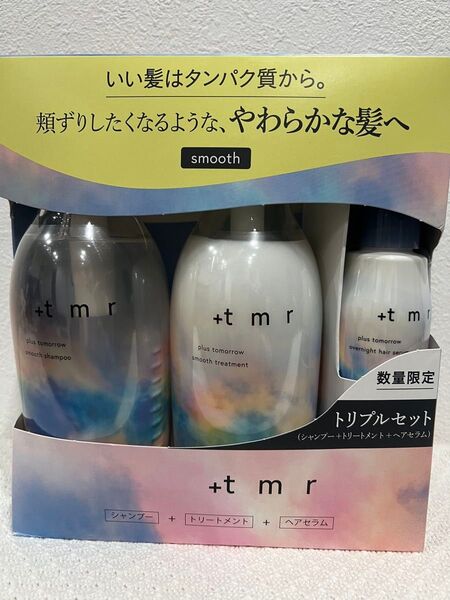 いい髪はタンパク質から。
頬ずりしたくなるような、やわらかな髪へ
smooth
+t m r
plus tomorrow
smooth shampoo
+t m r
plus tomorrow
smooth treatment
+t m r
plus tomorrow
overnight hair
数量限定
トリプルセット
(シャンプー+トリートメント+ヘアセラム)
+t m r
シャンプー + トリートメント + ヘアセラム